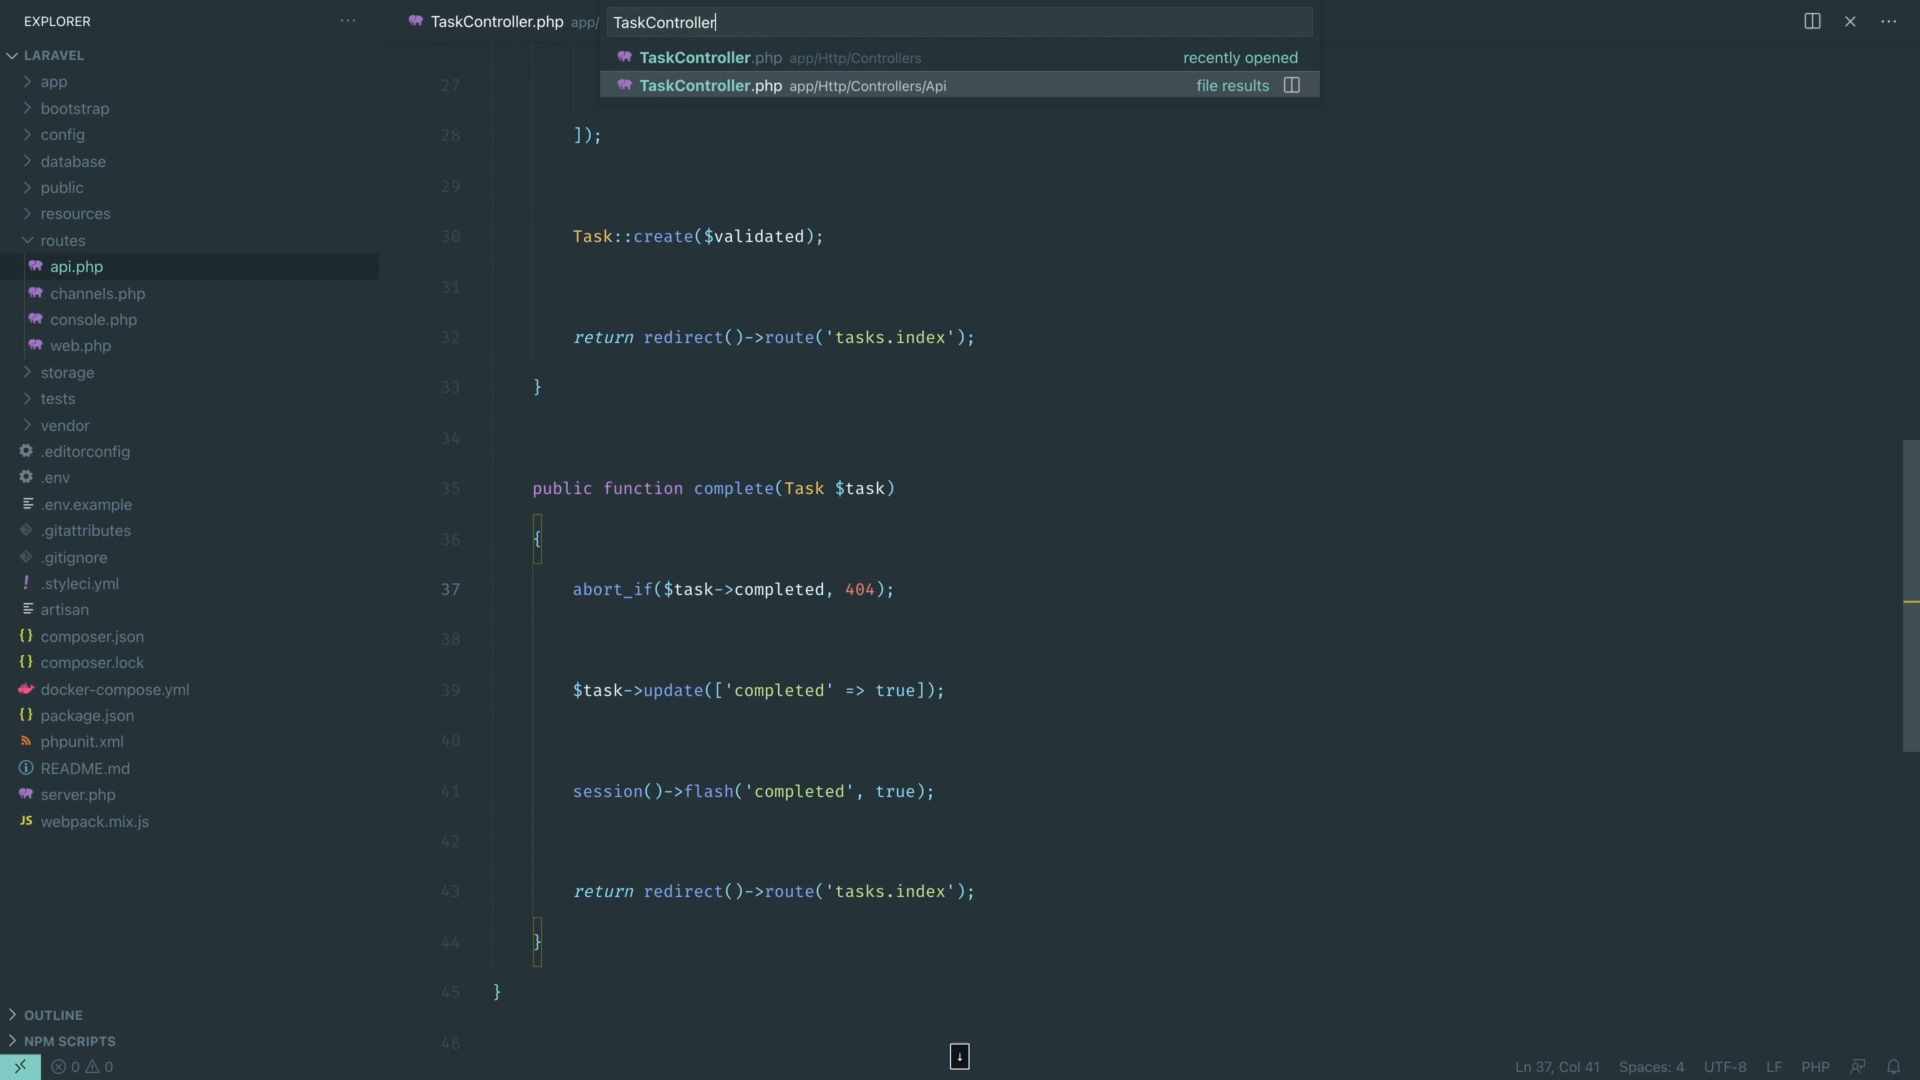 EXPLORER
LARAVEL
app
bootstrap
config
database
public
resources
routes
api.php
channels.php
console.php
web.php
storage
tests
vendor
.editorconfig
.env
.env.example
.gitattributes
.gitignore
.styleci.yml
artisan
composer.json
composer.lock
docker-compose.yml
package.json
phpunit.xml
README.md
server.php
JS webpack.mix.js
OUTLINE
NPM SCRIPTS
TaskController.php app/
TaskController
TaskController.php app/Http/Controllers recently opened
TaskController.php app/Http/Controllers/Api file results
27
28 ]);
29
30 Task::create($validated);
31
32 return redirect()->route('tasks.index');
33 }
34
35 public function complete(Task $task)
36 {
37 abort_if($task->completed, 404);
38
39 $task->update(['completed' => true]);
40
41 session()->flash('completed', true);
42
43 return redirect()->route('tasks.index');
44 }
45 }
46
↓
0 0 Ln 37, Col 41 Spaces: 4 UTF-8 LF PHP